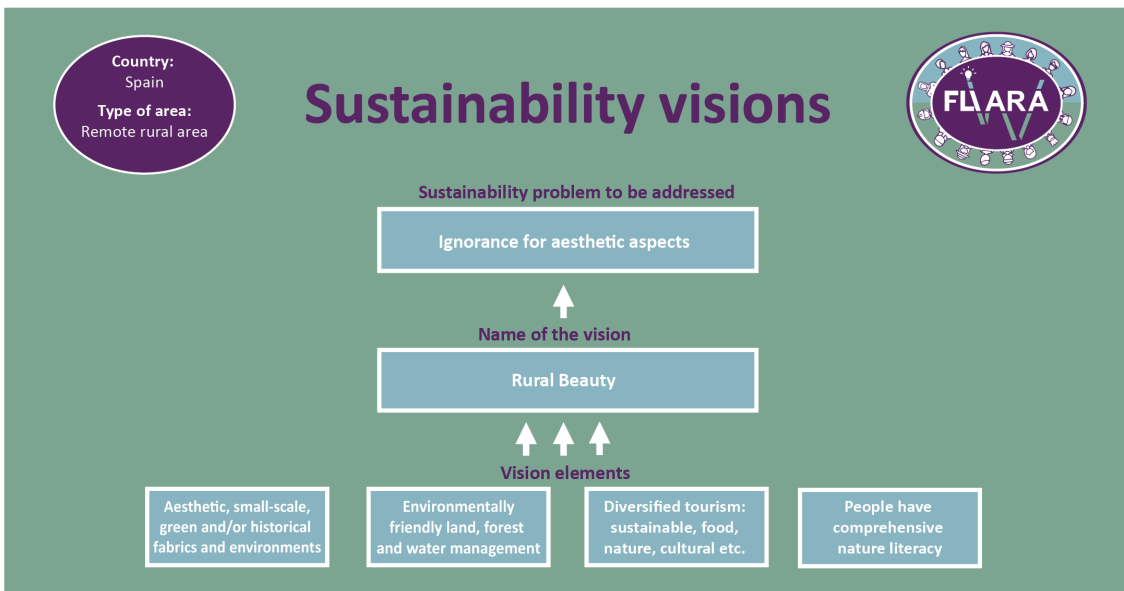 Country:
Spain
Type of area:
Remote rural area
Sustainability visions
FLIARA
Sustainability problem to be addressed
Ignorance for aesthetic aspects
Name of the vision
Rural Beauty
Vision elements
Aesthetic, small-scale,
green and/or historical
fabrics and environments
Environmentally
friendly land, forest
and water management
Diversified tourism:
sustainable, food,
nature, cultural etc.
People have
comprehensive
nature literacy